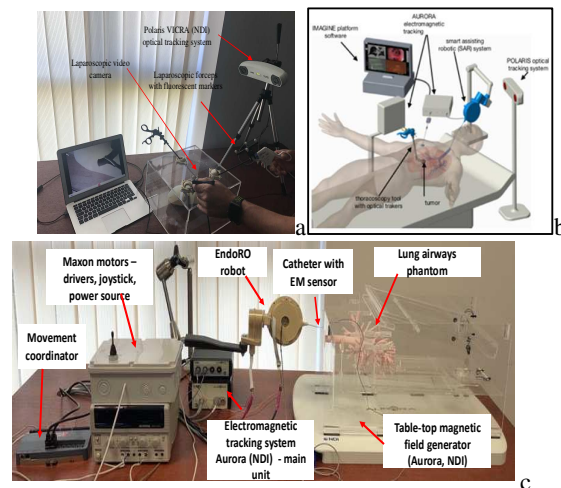 Polaris VICRA (NDI)
optical tracking system
Laparoscopic video
camera
Laparoscopic forceps
with fluorescent markers
a
IMAGINE platform
software
AURORA
electromagnetic
tracking
smart assisting
robotic (SAR) system
POLARIS optical
tracking system
thoracoscopy tool
with optical trakers
tumor
b
Maxon motors –
drivers, joystick,
power source
EndoRO
robot
Catheter with
EM sensor
Lung airways
phantom
Movement
coordinator
Electromagnetic
tracking system
Aurora (NDI) - main
unit
Table-top magnetic
field generator
(Aurora, NDI)
c